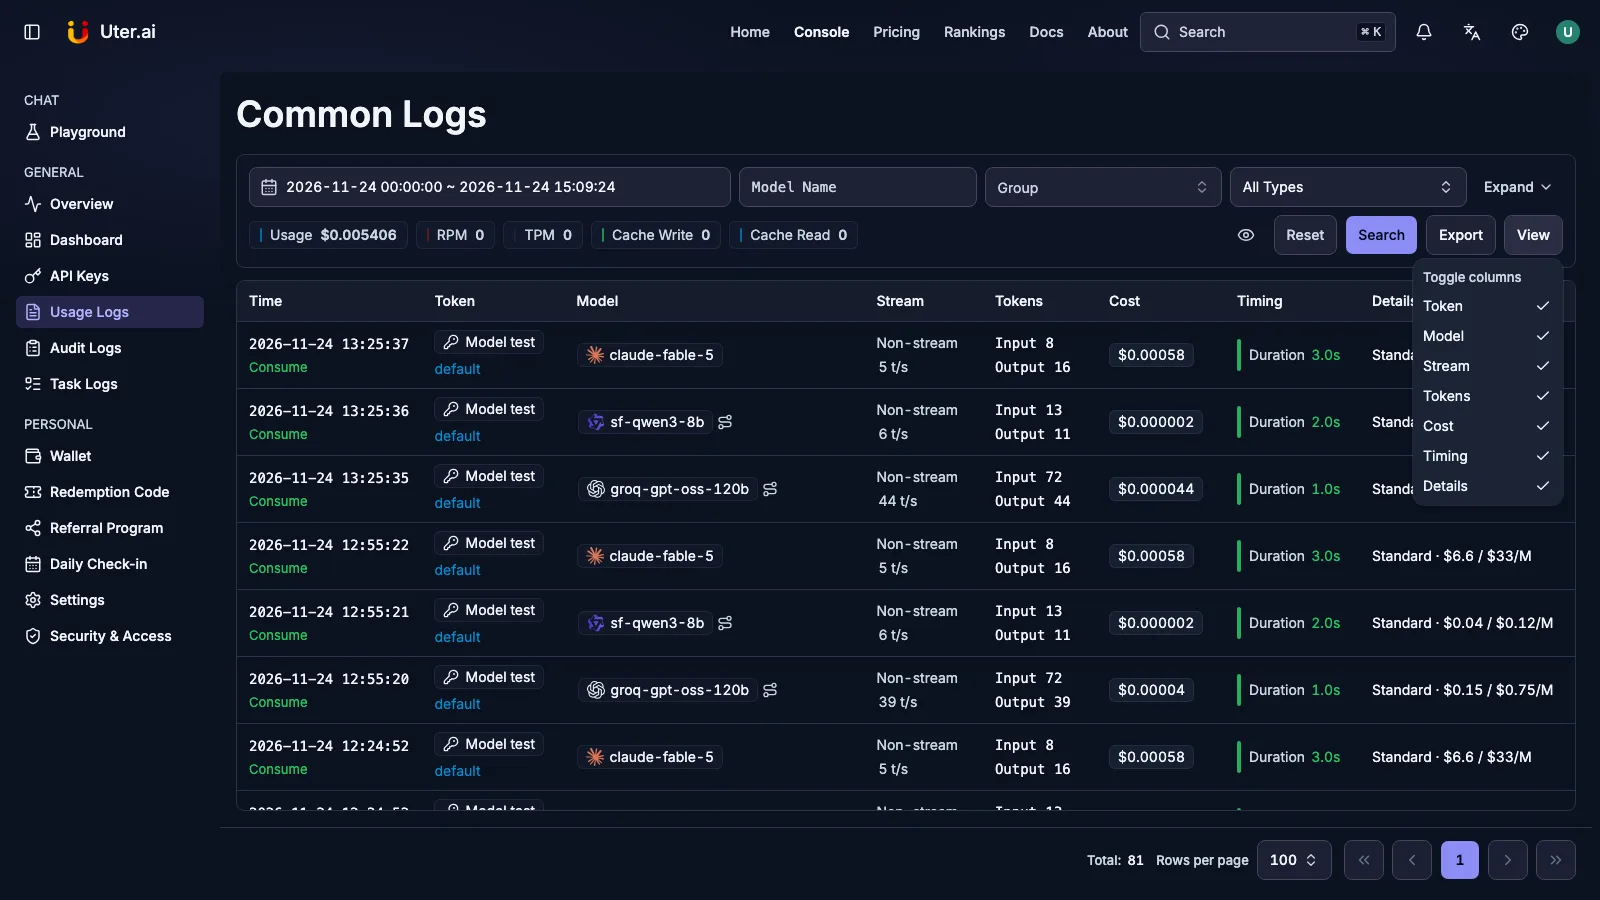 Uter.ai
Home Console Pricing Rankings Docs About Search ⌘ K U
CHAT
Playground
GENERAL
Overview
Dashboard
API Keys
Usage Logs
Audit Logs
Task Logs
PERSONAL
Wallet
Redemption Code
Referral Program
Daily Check-in
Settings
Security & Access
Common Logs
2026-11-24 00:00:00 ~ 2026-11-24 15:09:24 Model Name Group All Types Expand
Usage $0.005406 RPM 0 TPM 0 Cache Write 0 Cache Read 0 Reset Search Export View
Toggle columns
Token
Model
Stream
Tokens
Cost
Timing
Details
Time Token Model Stream Tokens Cost Timing Details
2026-11-24 13:25:37 Model test claude-fable-5 Non-stream Input 8 $0.00058 Duration 3.0s
Consume default 5 t/s Output 16
2026-11-24 13:25:36 Model test sf-qwen3-8b Non-stream Input 13 $0.000002 Duration 2.0s
Consume default 6 t/s Output 11
2026-11-24 13:25:35 Model test groq-gpt-oss-120b Non-stream Input 72 $0.000044 Duration 1.0s
Consume default 44 t/s Output 44
2026-11-24 12:55:22 Model test claude-fable-5 Non-stream Input 8 $0.00058 Duration 3.0s Standard · $6.6 / $33/M
Consume default 5 t/s Output 16
2026-11-24 12:55:21 Model test sf-qwen3-8b Non-stream Input 13 $0.000002 Duration 2.0s Standard · $0.04 / $0.12/M
Consume default 6 t/s Output 11
2026-11-24 12:55:20 Model test groq-gpt-oss-120b Non-stream Input 72 $0.00004 Duration 1.0s Standard · $0.15 / $0.75/M
Consume default 39 t/s Output 39
2026-11-24 12:24:52 Model test claude-fable-5 Non-stream Input 8 $0.00058 Duration 3.0s Standard · $6.6 / $33/M
Consume default 5 t/s Output 16
Total: 81 Rows per page 100 1